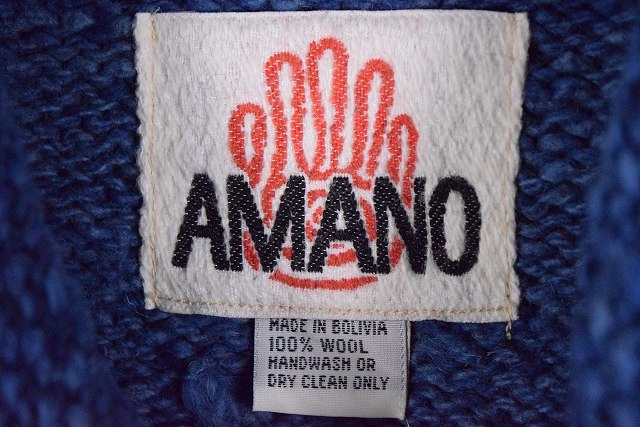 AMANO
MADE IN BOLIVIA
100% WOOL
HANDWASH OR
DRY CLEAN ONLY